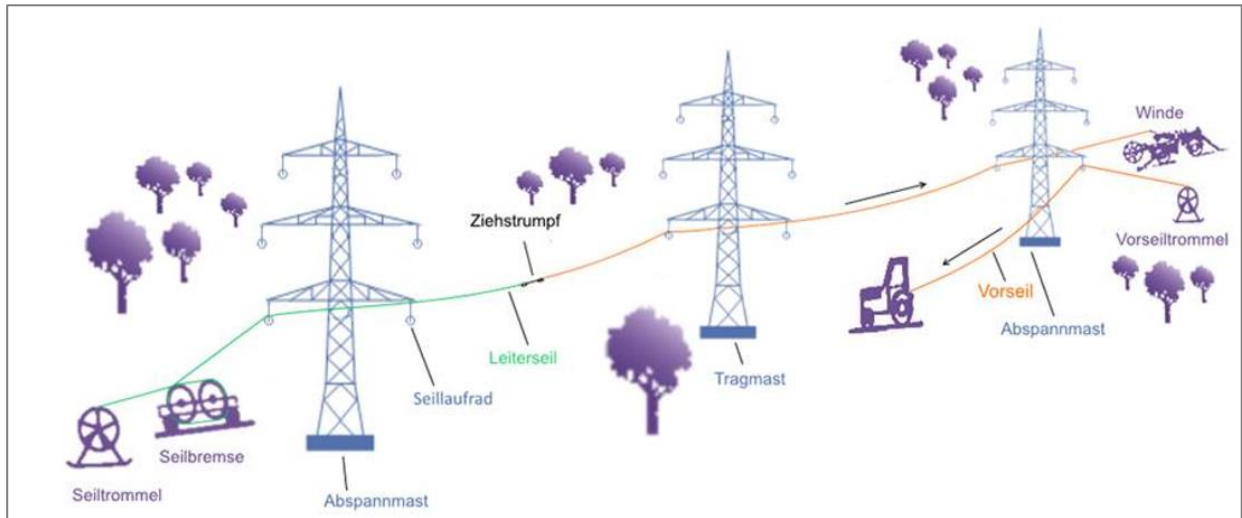 Winde
Ziehstrumpf
Vorseiltrommel
Vorseil
Abspannmast
Leiterseil
Tragmast
Seillaufrad
Seilbremse
Seiltrommel
Abspannmast